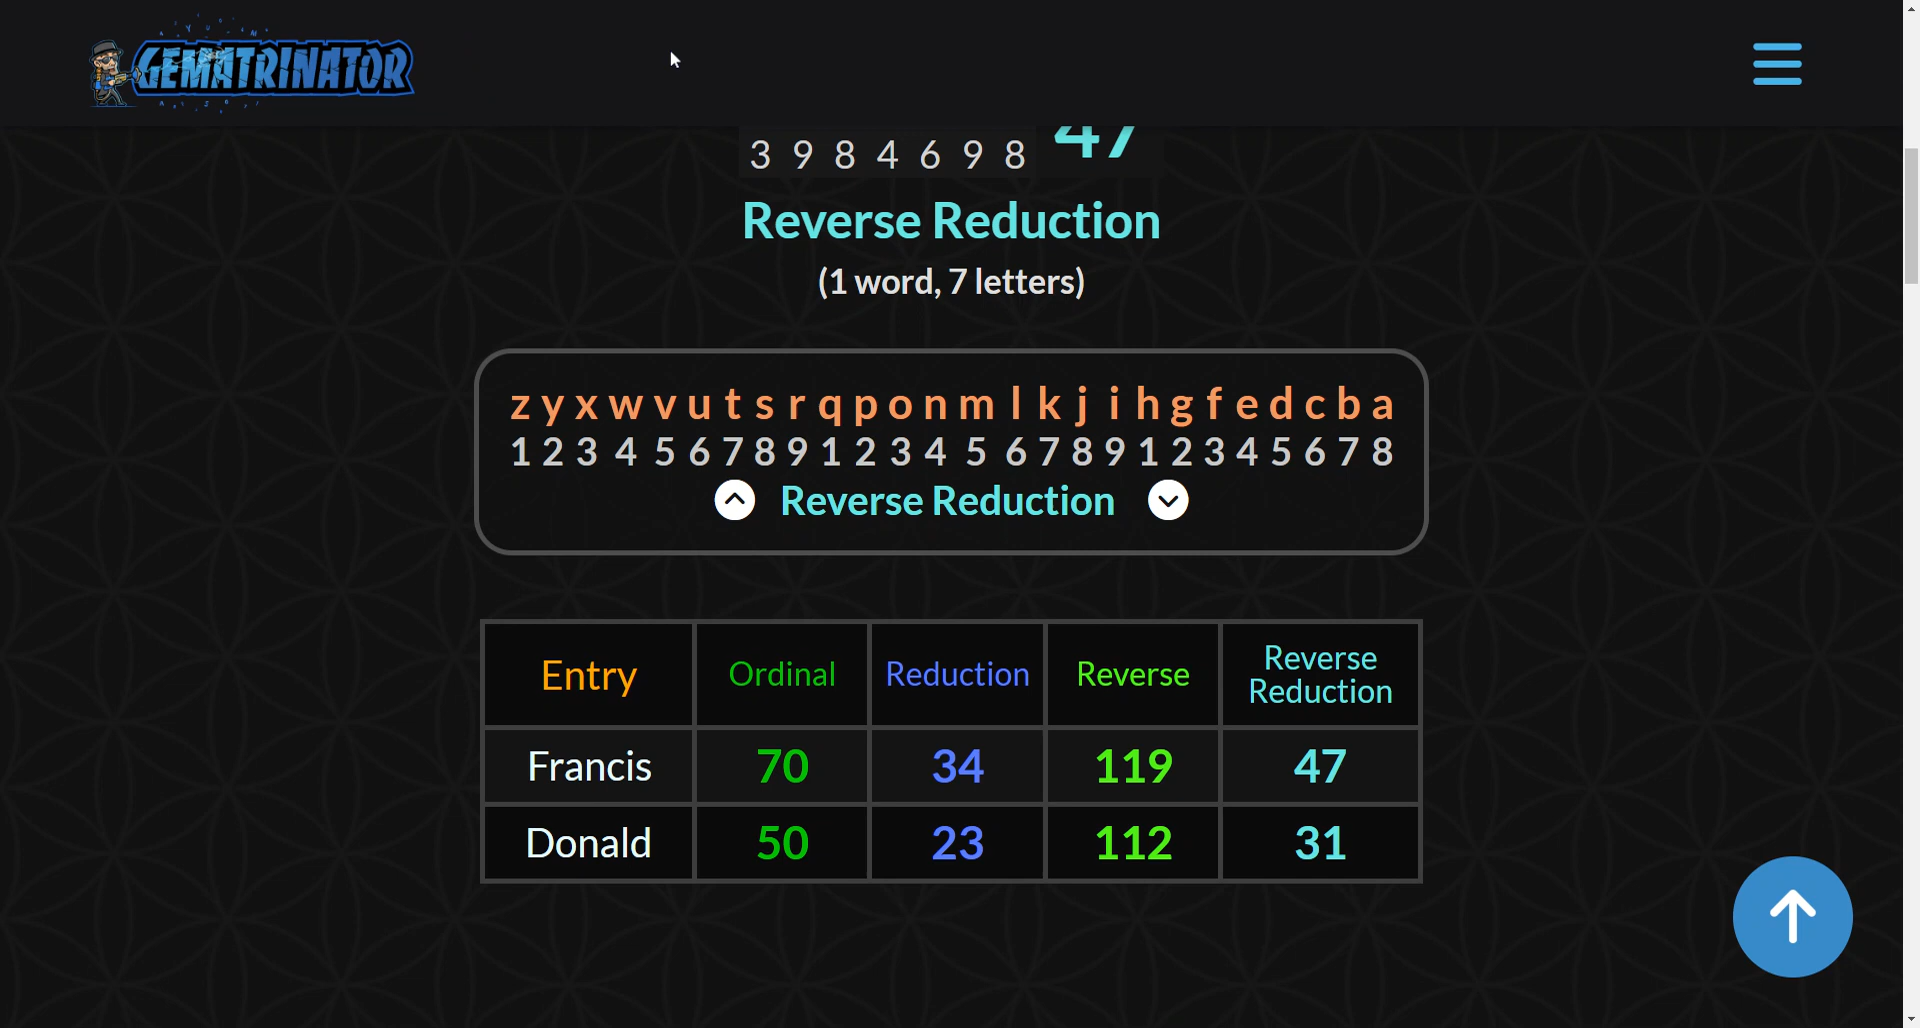 GEMATRINATOR
3 9 8 4 6 9 8 47
Reverse Reduction
(1 word, 7 letters)
z y x w v u t s r q p o n m l k j i h g f e d c b a
1 2 3 4 5 6 7 8 9 1 2 3 4 5 6 7 8 9 1 2 3 4 5 6 7 8
Reverse Reduction
Entry Ordinal Reduction Reverse Reverse Reduction
Francis 70 34 119 47
Donald 50 23 112 31